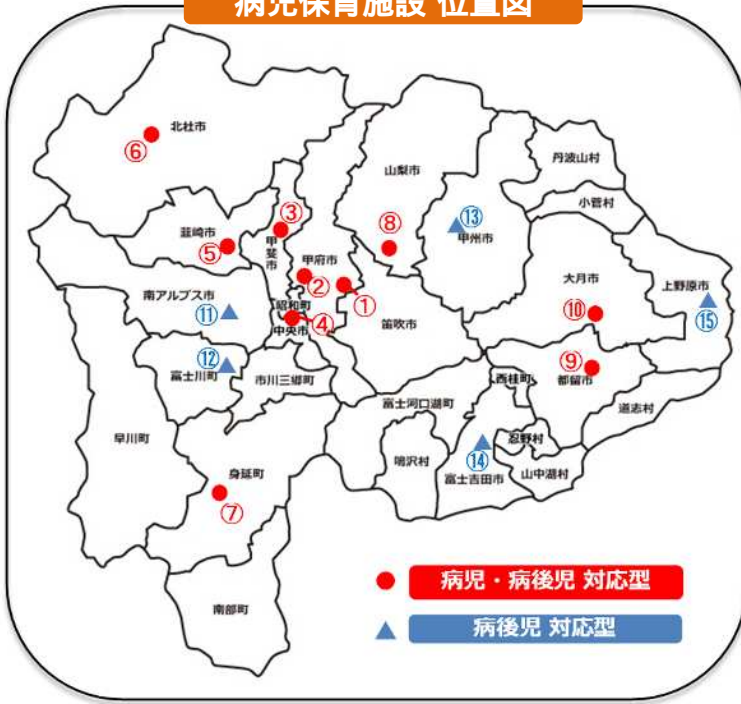 病児保育施設 位置図
北杜市
⑥
山梨市
丹波山村
小菅村
③
⑧
⑬
甲州市
韮崎市
⑤
甲斐市
甲府市
②
①
大月市
⑩
上野原市
⑮
南アルプス市
⑪
昭和町
④
中央市
笛吹市
⑫
富士川町
市川三郷町
⑨
都留市
西桂町
道志村
富士河口湖町
早川町
鳴沢村
忍野村
⑭
富士吉田市
山中湖村
身延町
⑦
南部町
病児・病後児 対応型
病後児 対応型